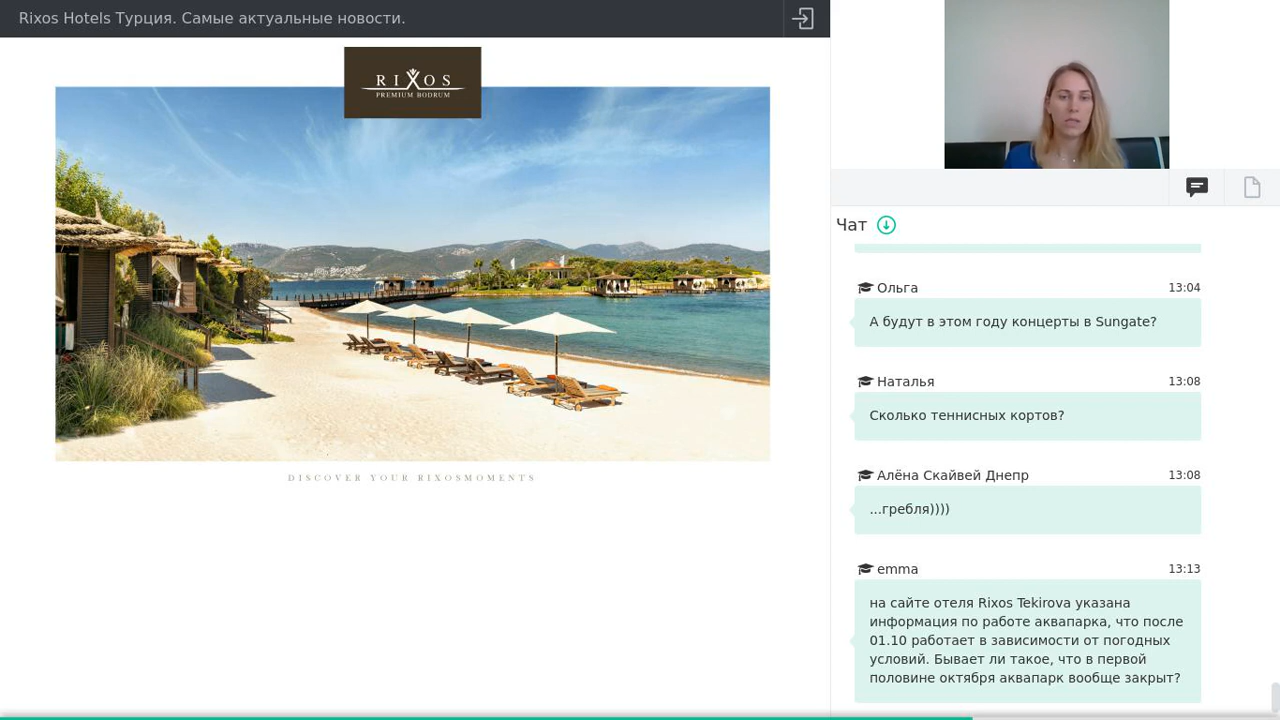 Rixos Hotels Турция. Самые актуальные новости.
RIXOS
PREMIUM BODRUM
DISCOVER YOUR RIXOSMOMENTS
Чат
Ольга 13:04
А будут в этом году концерты в Sungate?
Наталья 13:08
Сколько теннисных кортов?
Алёна Скайвей Днепр 13:08
...гребля))))
emma 13:13
на сайте отеля Rixos Tekirova указана
информация по работе аквапарка, что после
01.10 работает в зависимости от погодных
условий. Бывает ли такое, что в первой
половине октября аквапарк вообще закрыт?